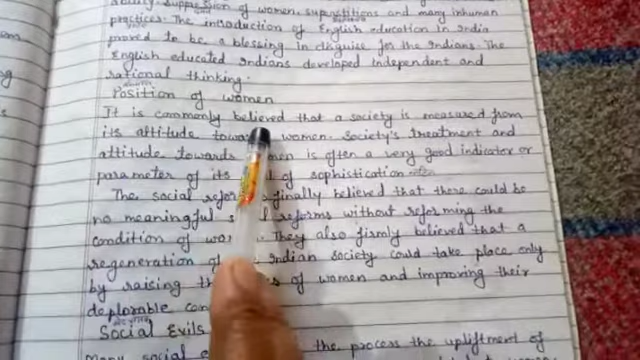 ability, suppression of women, superstitions and many inhuman
practices. The introduction of English education in India
proved to be a blessing in disguise for the Indians. The
English educated Indians developed Independent and
rational thinking.
Position of women
It is commonly believed that a society is measured from
its attitude women. Society's treatment and
attitude towards is often a very good indicator or
parameter of its of sophistication
The social believed that there could be
no meaningful reforms without reforming the
condition of They also firmly believed that a
regeneration of Indian society could take place only
by raising of women and improving their
deplorable
Social Evils
Many social the process the upliftment of